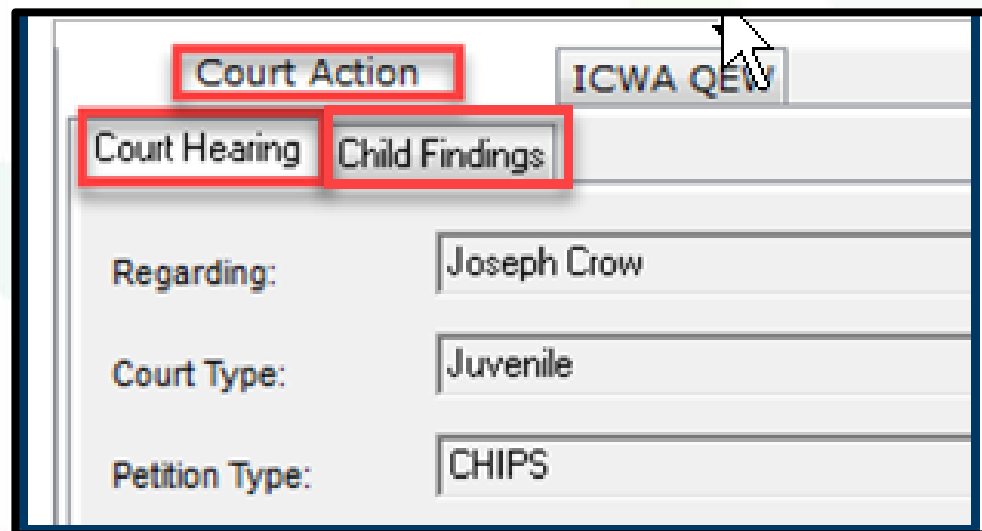 Court Action ICWA QEW
Court Hearing Child Findings
Regarding: Joseph Crow
Court Type: Juvenile
Petition Type: CHIPS